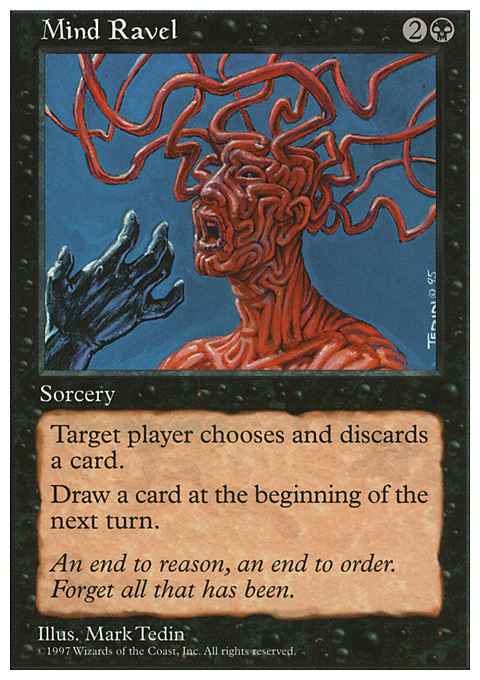 Mind Ravel
2
TEDIN © 95
Sorcery
Target player chooses and discards
a card.
Draw a card at the beginning of the
next turn.
An end to reason, an end to order.
Forget all that has been.
Illus. Mark Tedin
©1997 Wizards of the Coast, Inc. All rights reserved.